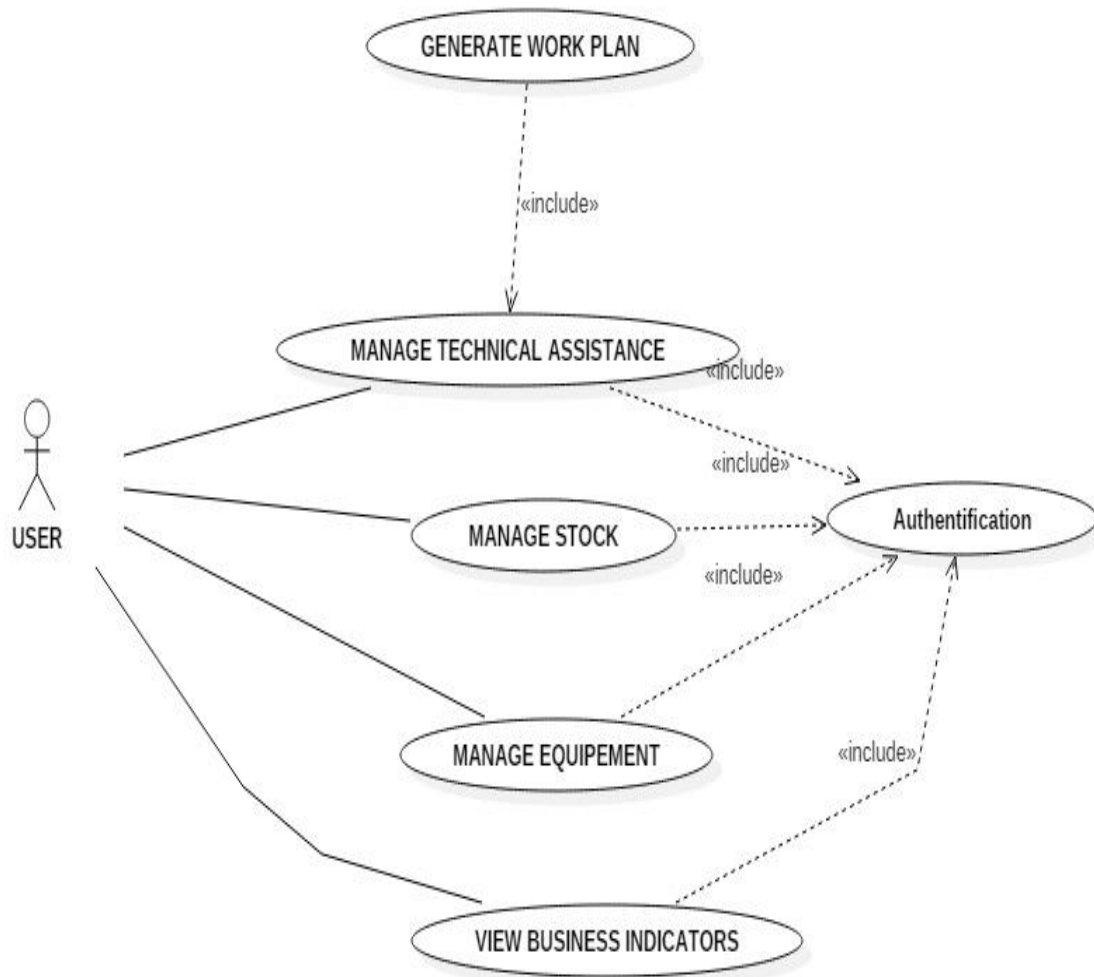 GENERATE WORK PLAN
«include»
MANAGE TECHNICAL ASSISTANCE
«include»
«include»
USER
MANAGE STOCK
Authentification
«include»
MANAGE EQUIPEMENT
«include»
VIEW BUSINESS INDICATORS